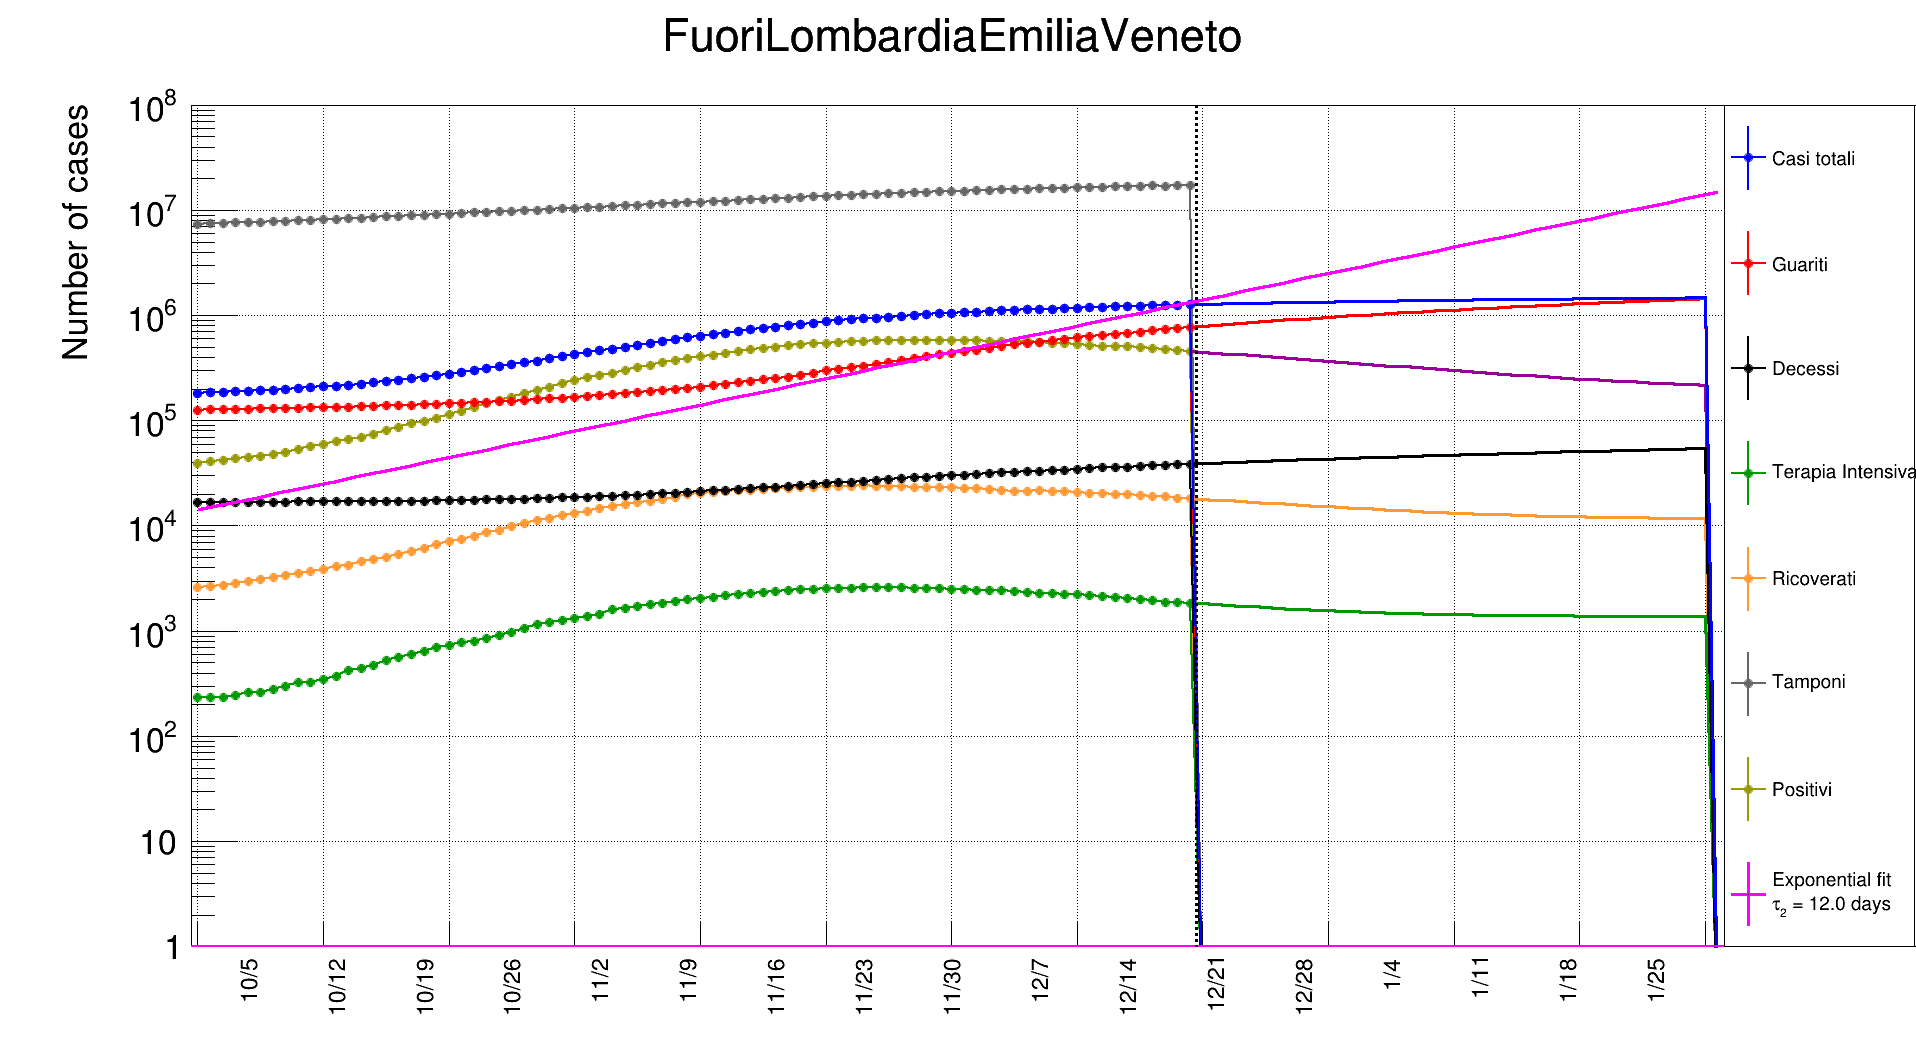 FuoriLombardiaEmiliaVeneto
Number of cases
10^8
10^7
10^6
10^5
10^4
10^3
10^2
10
1
10/5
10/12
10/19
10/26
11/2
11/9
11/16
11/23
11/30
12/7
12/14
12/21
12/28
1/4
1/11
1/18
1/25
Casi totali
Guariti
Decessi
Terapia Intensiva
Ricoverati
Tamponi
Positivi
Exponential fit
τ_2 = 12.0 days